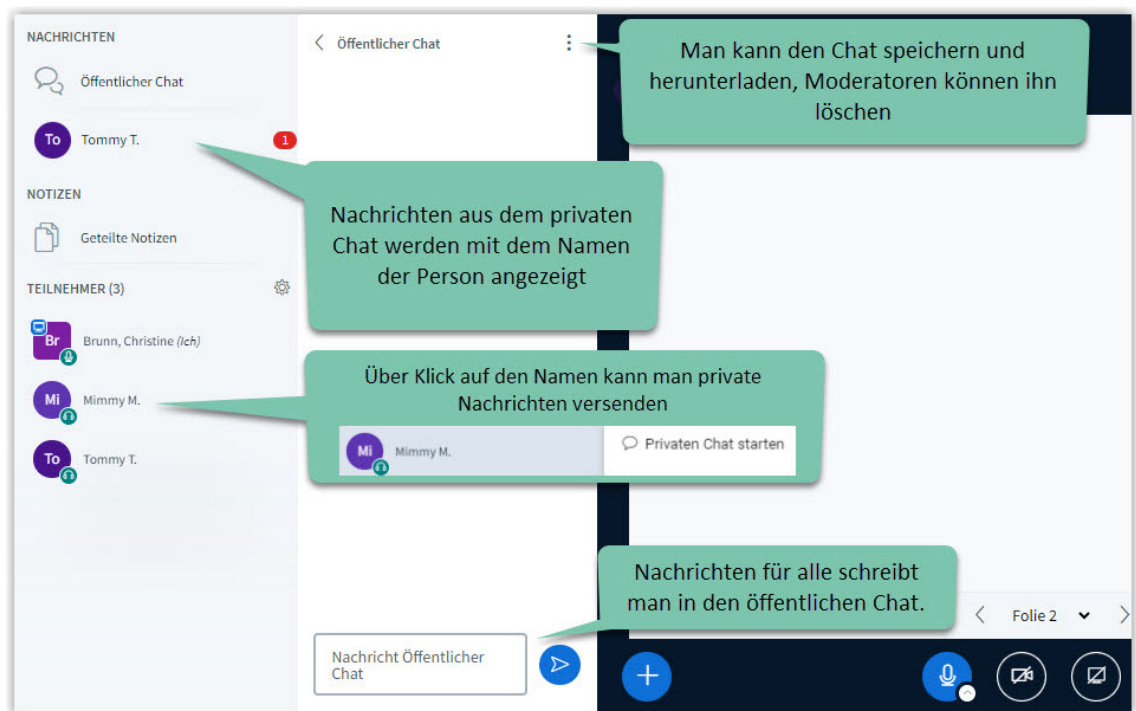 NACHRICHTEN
Öffentlicher Chat
To
Tommy T.
1
NOTIZEN
Geteilte Notizen
TEILNEHMER (3)
Br
Brunn, Christine (Ich)
Mi
Mimmy M.
To
Tommy T.
Öffentlicher Chat
Man kann den Chat speichern und
herunterladen, Moderatoren können ihn
löschen
Nachrichten aus dem privaten
Chat werden mit dem Namen
der Person angezeigt
Über Klick auf den Namen kann man private
Nachrichten versenden
Mi
Mimmy M.
Privaten Chat starten
Nachrichten für alle schreibt
man in den öffentlichen Chat.
Nachricht Öffentlicher
Chat
Folie 2